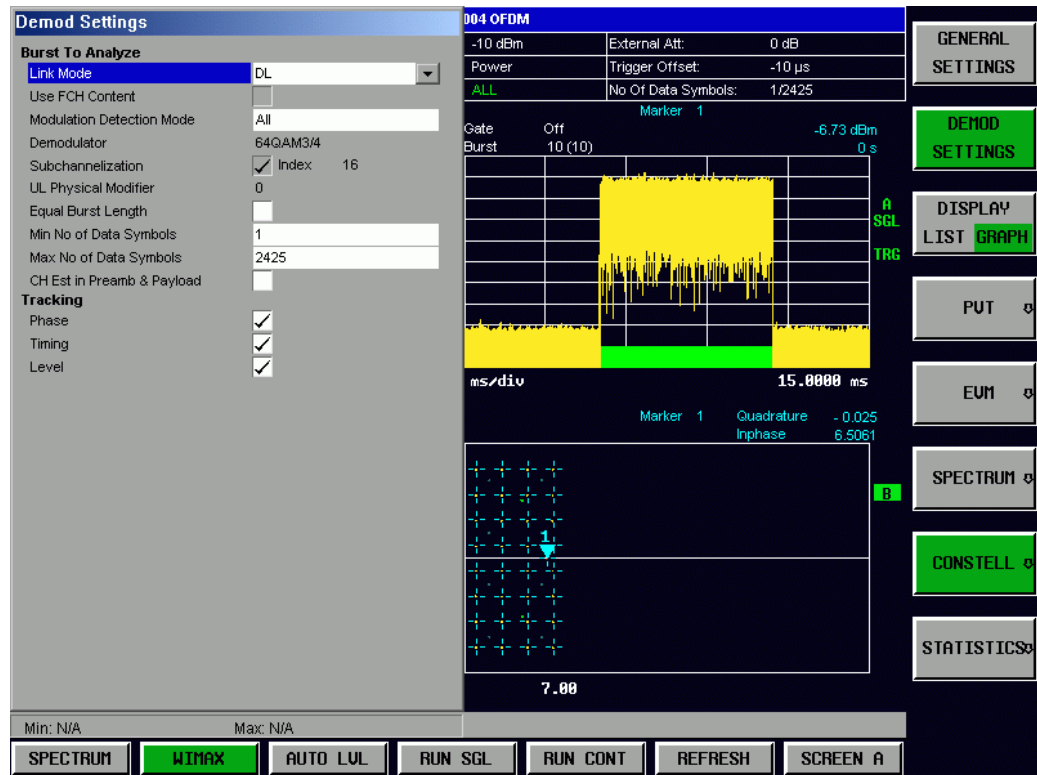 Demod Settings
Burst To Analyze
Link Mode DL
Use FCH Content
Modulation Detection Mode All
Demodulator 64QAM3/4
Subchannelization Index 16
UL Physical Modifier 0
Equal Burst Length
Min No of Data Symbols 1
Max No of Data Symbols 2425
CH Est in Preamb & Payload
Tracking
Phase
Timing
Level
Min: N/A Max: N/A
004 OFDM
-10 dBm External Att: 0 dB
Power Trigger Offset: -10 µs
ALL No Of Data Symbols: 1/2425
Marker 1
Gate Off -6.73 dBm
Burst 10 (10) 0 s
A
SGL
TRG
ms/div 15.0000 ms
Marker 1 Quadrature - 0.025
Inphase 6.5061
B
1
7.00
GENERAL
SETTINGS
DEMOD
SETTINGS
DISPLAY
LIST GRAPH
PVT
EVM
SPECTRUM
CONSTELL
STATISTICS
SPECTRUM WIMAX AUTO LVL RUN SGL RUN CONT REFRESH SCREEN A